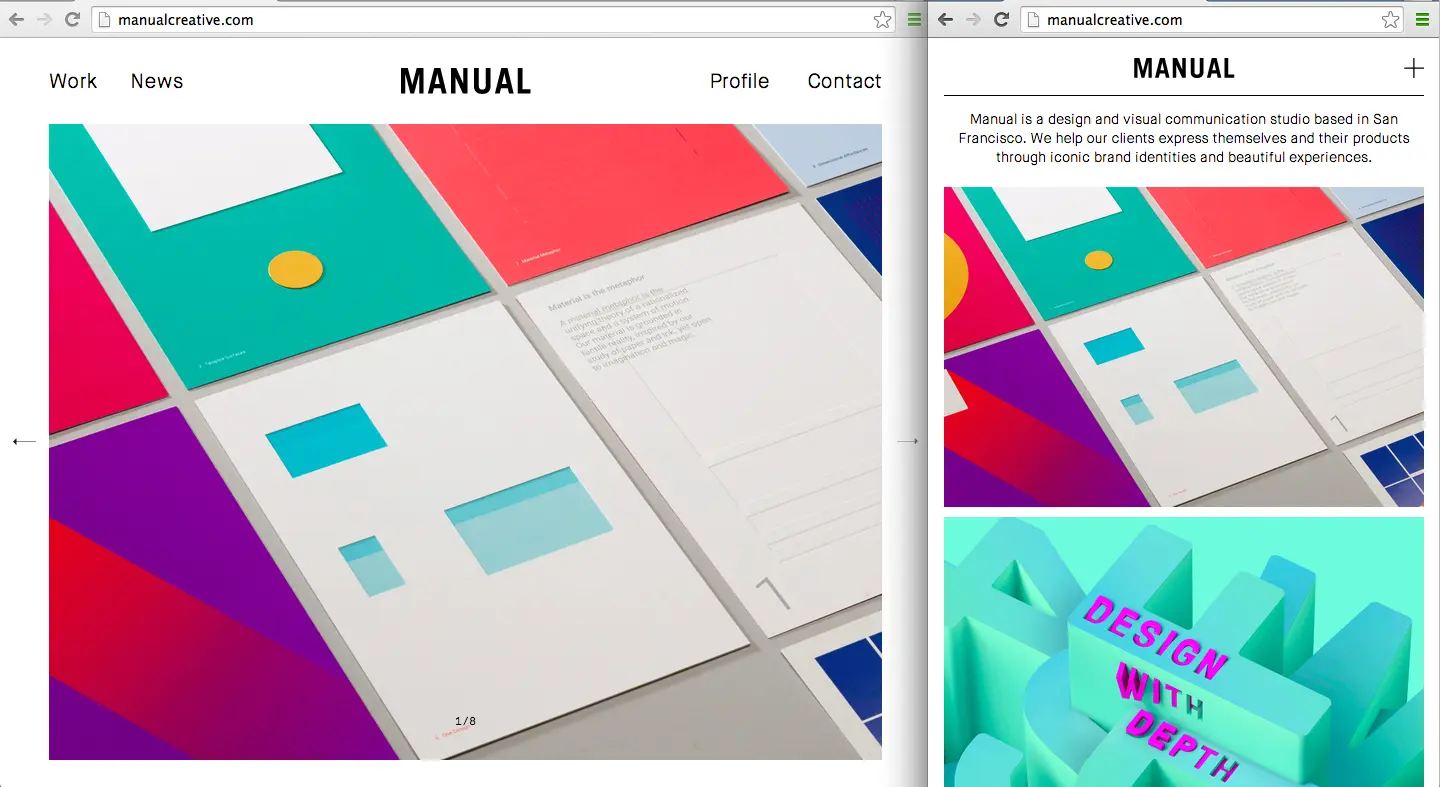 manualcreative.com
Work
News
MANUAL
Profile
Contact
Material is the metaphor
A material metaphor is the
unifying theory of a rationalized
space and a system of motion.
Our material is grounded in
tactile reality, inspired by our
study of paper and ink, yet open
to imagination and magic.
1
1/8
manualcreative.com
MANUAL
Manual is a design and visual communication studio based in San
Francisco. We help our clients express themselves and their products
through iconic brand identities and beautiful experiences.
1
DESIGN
WITH
DEPTH